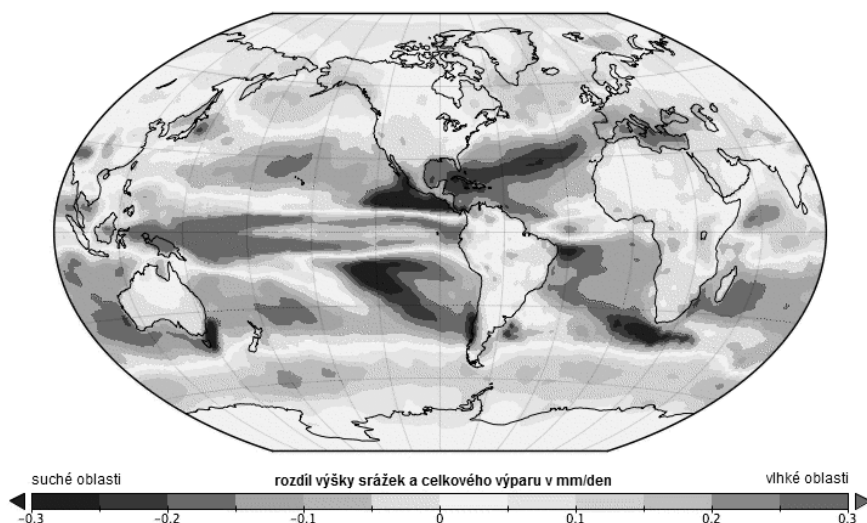 suché oblasti
rozdíl výšky srážek a celkového výparu v mm/den
vlhké oblasti
−0.3 −0.2 −0.1 0 0.1 0.2 0.3